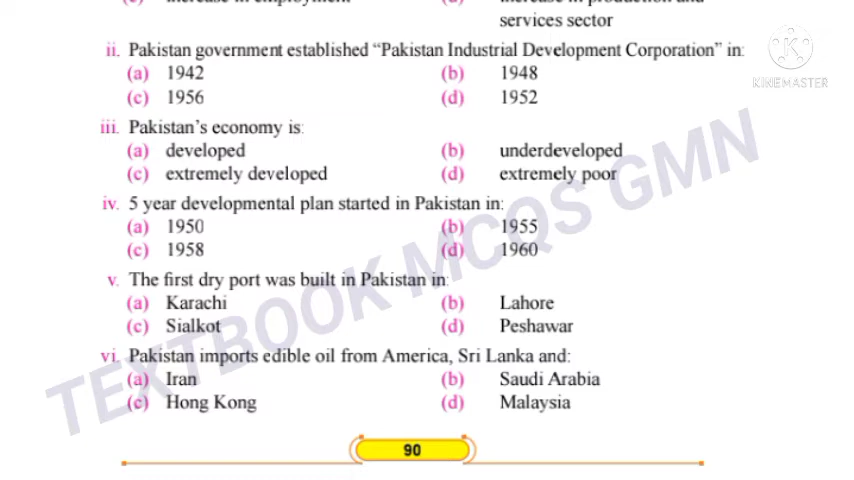 services sector
ii. Pakistan government established “Pakistan Industrial Development Corporation” in:
(a) 1942 (b) 1948
(c) 1956 (d) 1952
KINEMASTER
iii. Pakistan’s economy is:
(a) developed (b) underdeveloped
(c) extremely developed (d) extremely poor
iv. 5 year developmental plan started in Pakistan in:
(a) 1950 (b) 1955
(c) 1958 (d) 1960
v. The first dry port was built in Pakistan in:
(a) Karachi (b) Lahore
(c) Sialkot (d) Peshawar
vi. Pakistan imports edible oil from America, Sri Lanka and:
(a) Iran (b) Saudi Arabia
(c) Hong Kong (d) Malaysia
TEXTBOOK MCQS GMN
90